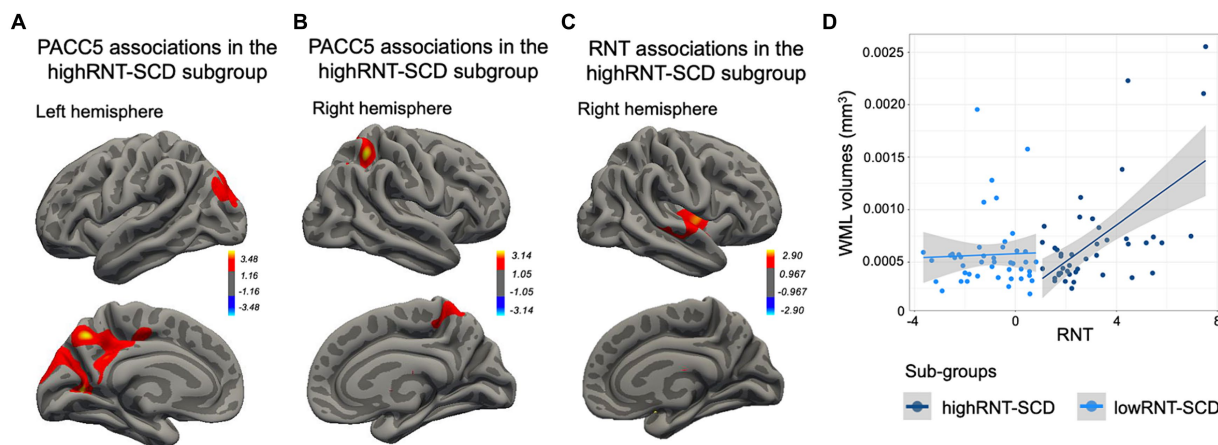 A
PACC5 associations in the
highRNT-SCD subgroup
Left hemisphere
3.48
1.16
-1.16
-3.48
B
PACC5 associations in the
highRNT-SCD subgroup
Right hemisphere
3.14
1.05
-1.05
-3.14
C
RNT associations in the
highRNT-SCD subgroup
Right hemisphere
2.90
0.967
-0.967
-2.90
D
WML volumes (mm³)
0.0025
0.0020
0.0015
0.0010
0.0005
0
-4 0 4 8
RNT
Sub-groups
highRNT-SCD lowRNT-SCD